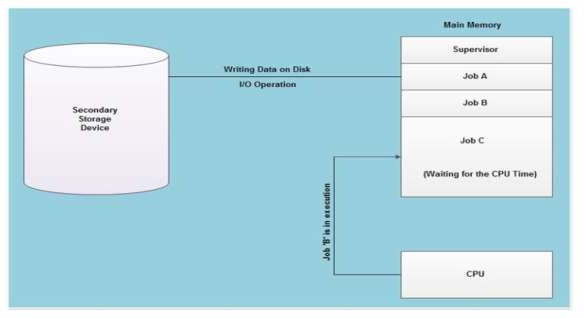 Main Memory
Supervisor
Writing Data on Disk
Job A
I/O Operation
Job B
Secondary
Storage
Device
Job C
(Waiting for the CPU Time)
Job 'B' is in execution
CPU